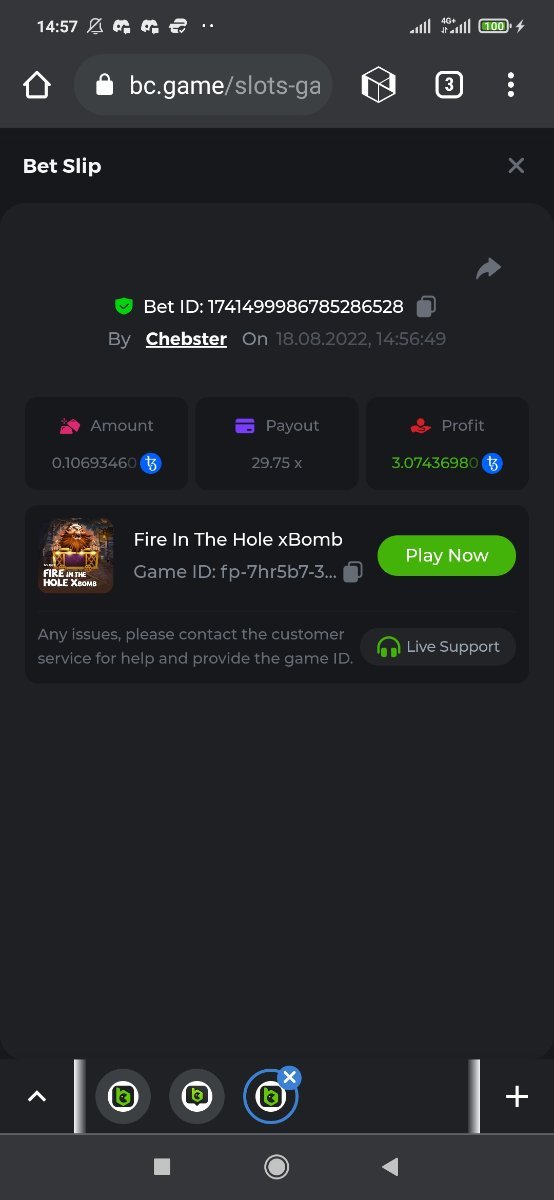 14:57
4G+
100
bc.game/slots-ga
3
Bet Slip
Bet ID: 1741499986785286528
By Chebster On 18.08.2022, 14:56:49
Amount
0.10693460
Payout
29.75 x
Profit
3.07436980
FIRE IN THE
HOLE XBOMB
Fire In The Hole xBomb
Game ID: fp-7hr5b7-3...
Play Now
Any issues, please contact the customer
service for help and provide the game ID.
Live Support